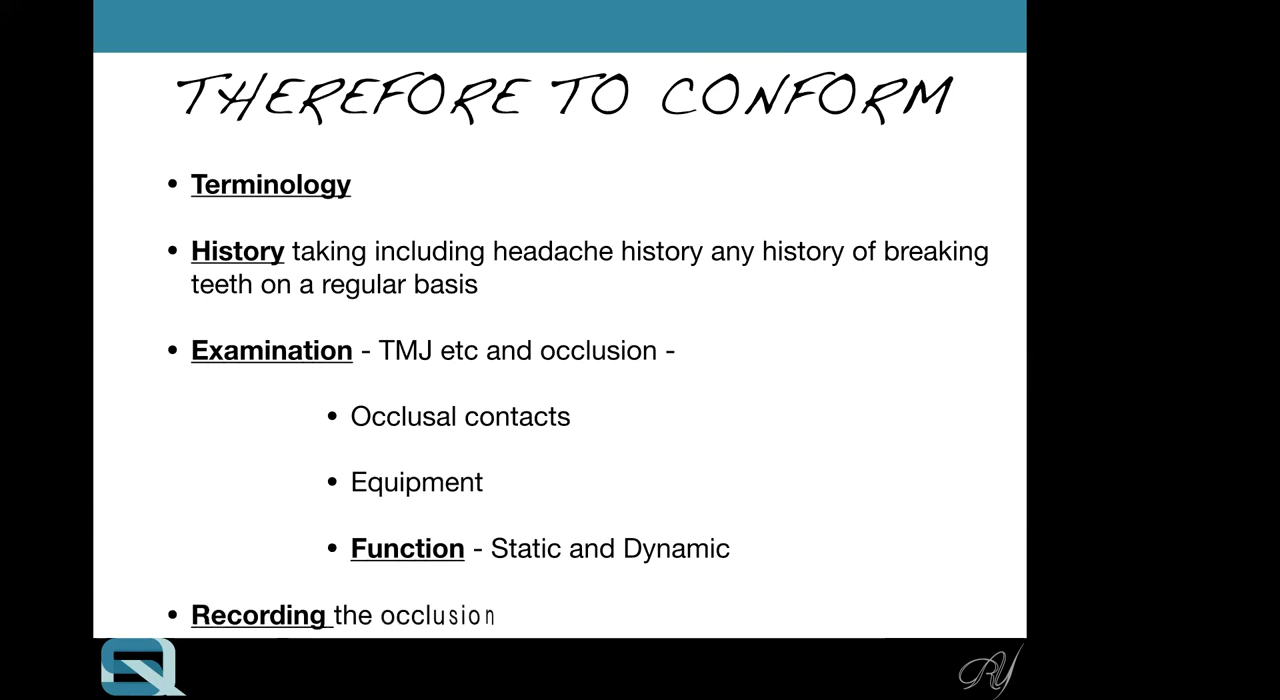 THEREFORE TO CONFORM
• Terminology
• History taking including headache history any history of breaking
teeth on a regular basis
• Examination - TMJ etc and occlusion -
• Occlusal contacts
• Equipment
• Function - Static and Dynamic
• Recording the occlusion
RY